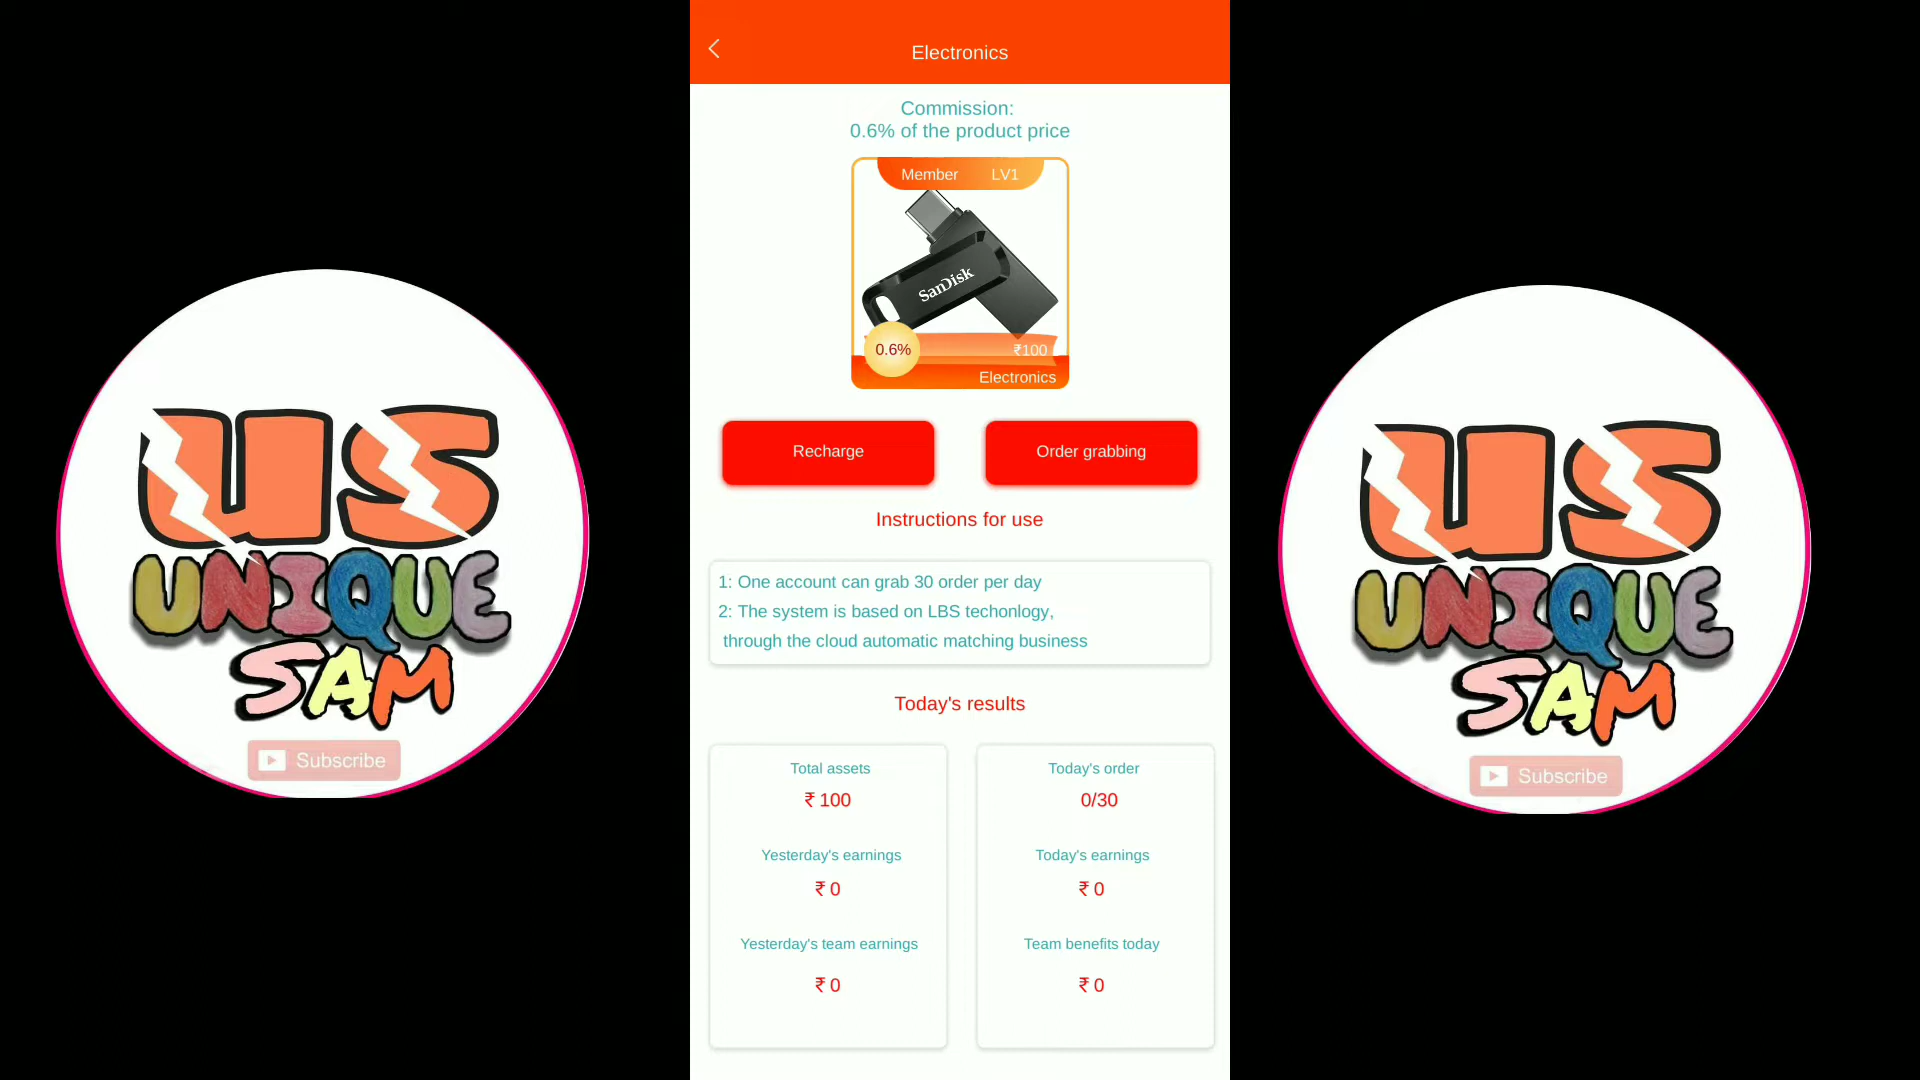 US
UNIQUE
SAM
Subscribe
Electronics
Commission:
0.6% of the product price
Member LV1
SanDisk
0.6%
₹100
Electronics
Recharge
Order grabbing
Instructions for use
1: One account can grab 30 order per day
2: The system is based on LBS techonlogy,
through the cloud automatic matching business
Today's results
Total assets
₹ 100
Yesterday's earnings
₹ 0
Yesterday's team earnings
₹ 0
Today's order
0/30
Today's earnings
₹ 0
Team benefits today
₹ 0
US
UNIQUE
SAM
Subscribe